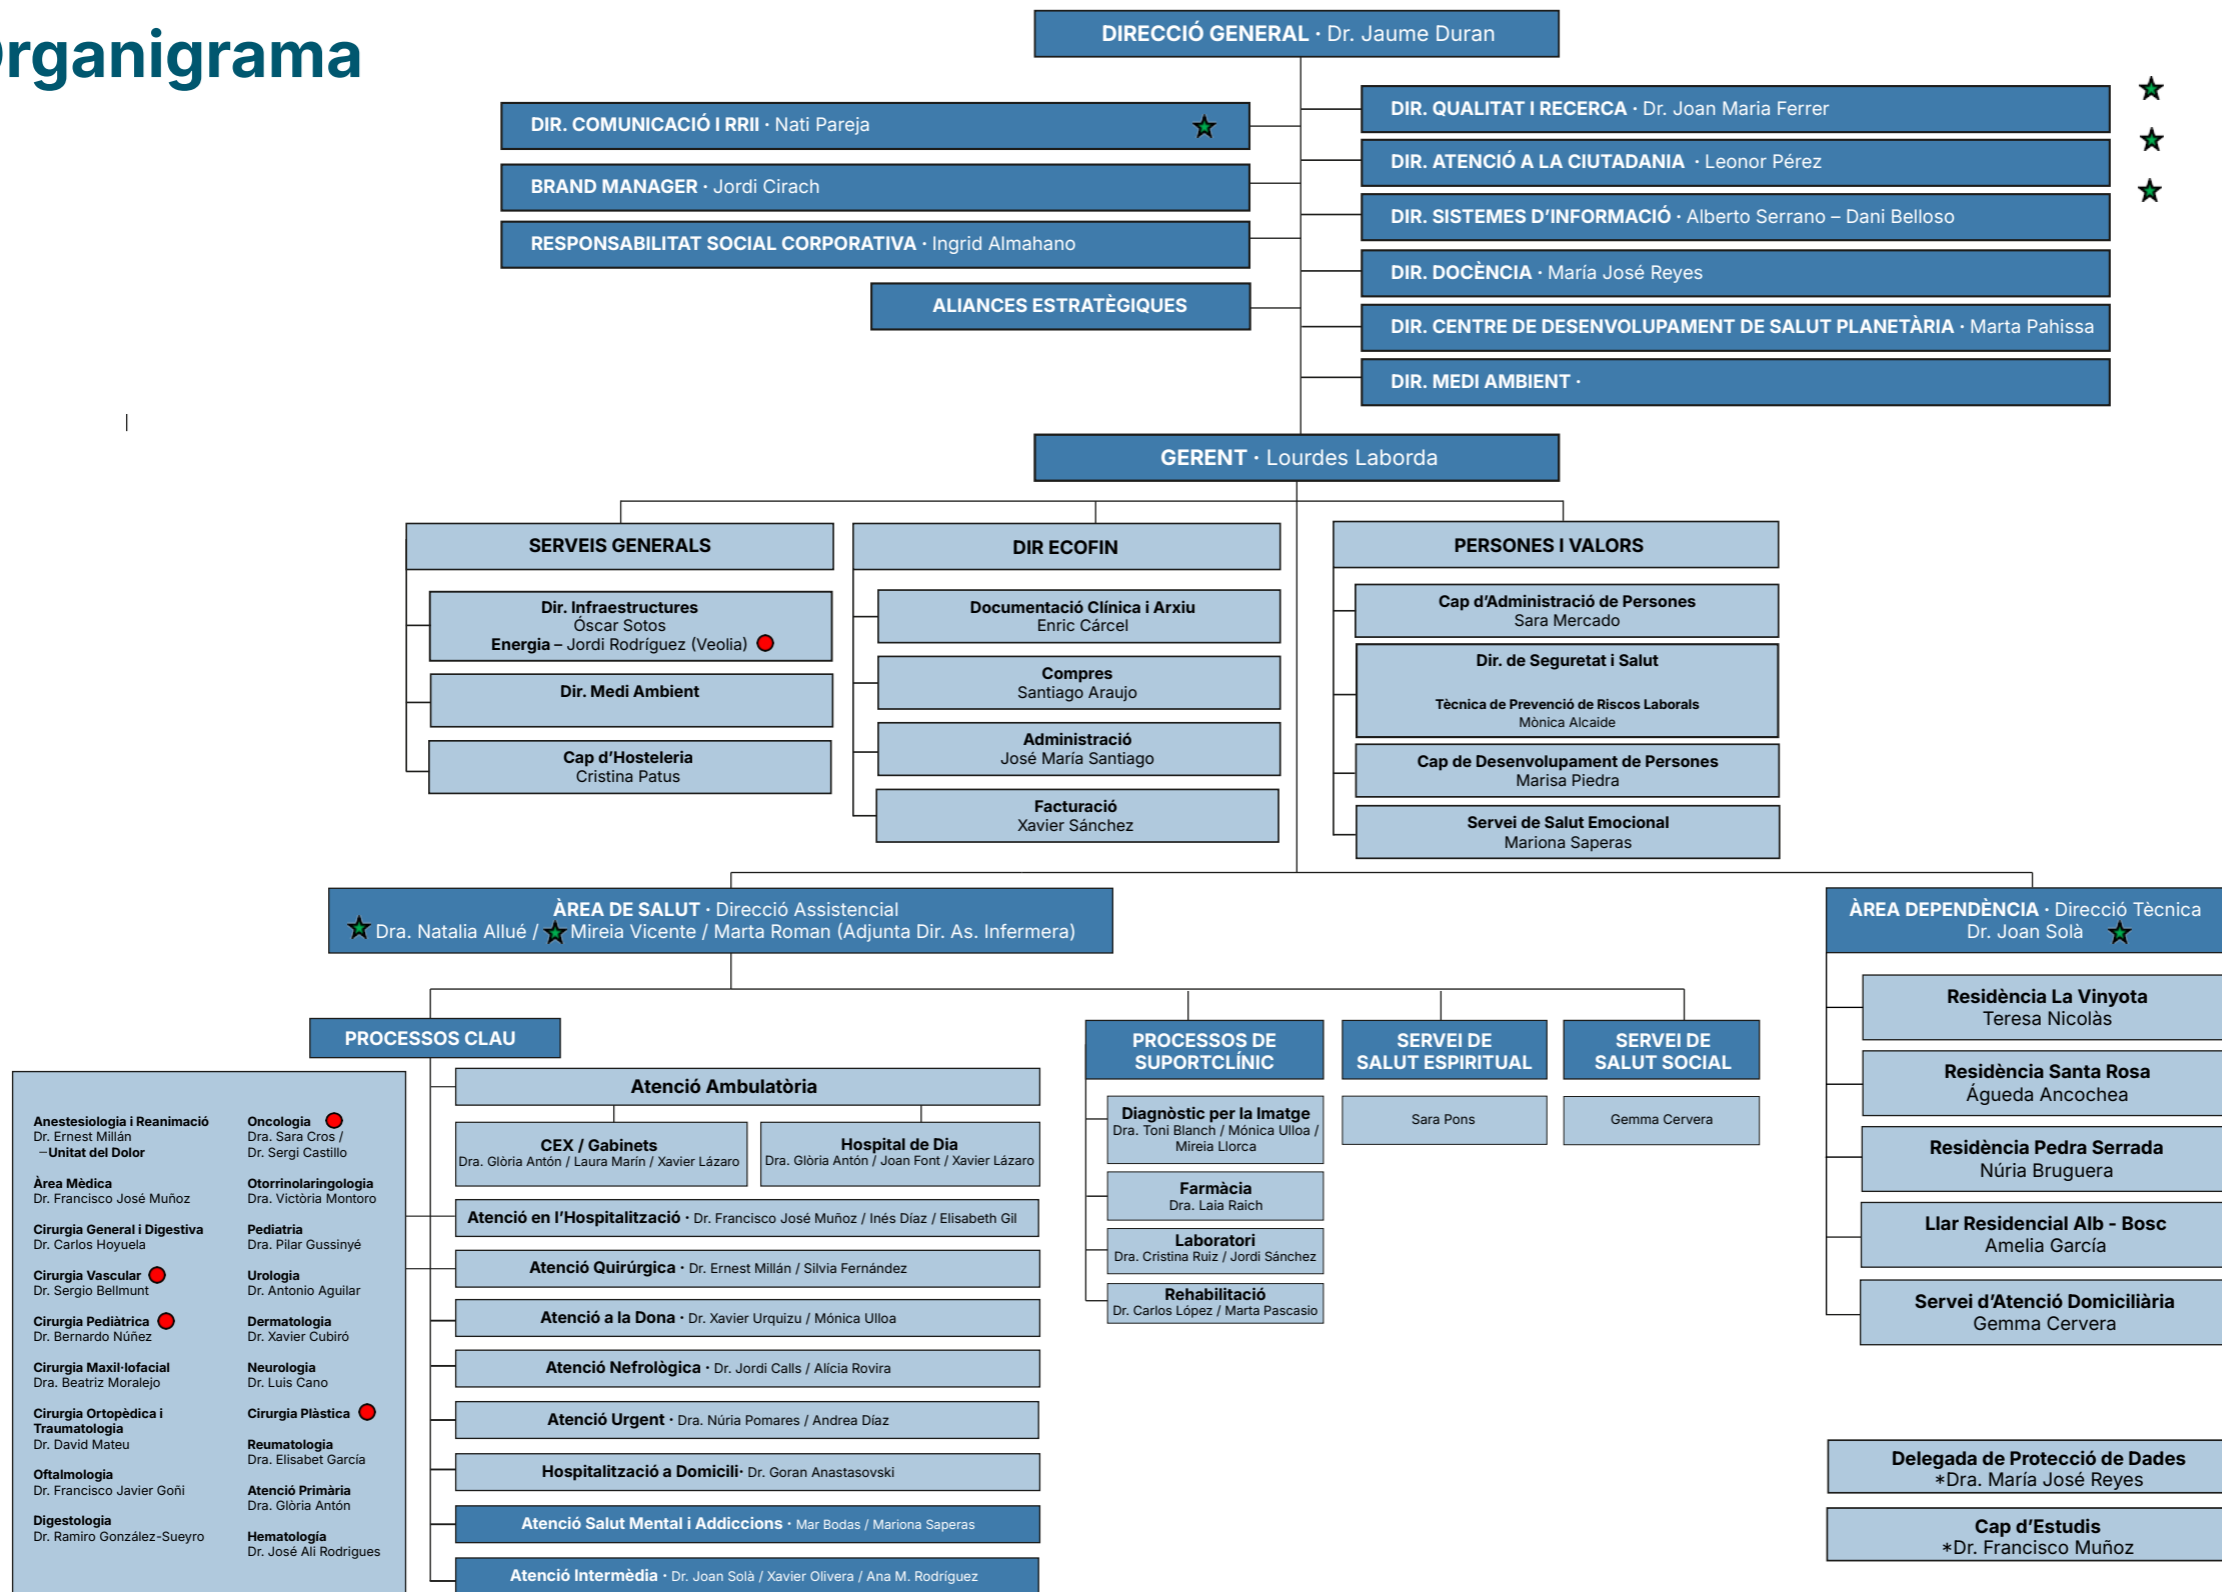 rganigrama
DIRECCIÓ GENERAL · Dr. Jaume Duran
DIR. COMUNICACIÓ I RRII · Nati Pareja
BRAND MANAGER · Jordi Cirach
RESPONSABILITAT SOCIAL CORPORATIVA · Ingrid Almahano
ALIANCES ESTRATÈGIQUES
DIR. QUALITAT I RECERCA · Dr. Joan Maria Ferrer
DIR. ATENCIÓ A LA CIUTADANIA · Leonor Pérez
DIR. SISTEMES D'INFORMACIÓ · Alberto Serrano – Dani Belloso
DIR. DOCÈNCIA · María José Reyes
DIR. CENTRE DE DESENVOLUPAMENT DE SALUT PLANETÀRIA · Marta Pahissa
DIR. MEDI AMBIENT ·
GERENT · Lourdes Laborda
SERVEIS GENERALS
Dir. Infraestructures
Óscar Sotos
Energia – Jordi Rodríguez (Veolia)
Dir. Medi Ambient
Cap d'Hosteleria
Cristina Patus
DIR ECOFIN
Documentació Clínica i Arxiu
Enric Cárcel
Compres
Santiago Araujo
Administració
José María Santiago
Facturació
Xavier Sánchez
PERSONES I VALORS
Cap d'Administració de Persones
Sara Mercado
Dir. de Seguretat i Salut
Tècnica de Prevenció de Riscos Laborals
Mònica Alcaide
Cap de Desenvolupament de Persones
Marisa Piedra
Servei de Salut Emocional
Mariona Saperas
ÀREA DE SALUT · Direcció Assistencial
Dra. Natalia Allué / Mireia Vicente / Marta Roman (Adjunta Dir. As. Infermera)
PROCESSOS CLAU
Anestesiologia i Reanimació
Dr. Ernest Millán
–Unitat del Dolor
Àrea Mèdica
Dr. Francisco José Muñoz
Cirurgia General i Digestiva
Dr. Carlos Hoyuela
Cirurgia Vascular
Dr. Sergio Bellmunt
Cirurgia Pediàtrica
Dr. Bernardo Núñez
Cirurgia Maxil·lofacial
Dra. Beatriz Moralejo
Cirurgia Ortopèdica i
Traumatologia
Dr. David Mateu
Oftalmologia
Dr. Francisco Javier Goñi
Digestologia
Dr. Ramiro González-Sueyro
Oncologia
Dra. Sara Cros /
Dr. Sergi Castillo
Otorrinolaringologia
Dra. Victòria Montoro
Pediatria
Dra. Pilar Gussinyé
Urologia
Dr. Antonio Aguilar
Dermatologia
Dr. Xavier Cubiró
Neurologia
Dr. Luis Cano
Cirurgia Plàstica
Reumatologia
Dra. Elisabet García
Atenció Primària
Dra. Glòria Antón
Hematología
Dr. José Ali Rodrigues
Atenció Ambulatòria
CEX / Gabinets
Dra. Glòria Antón / Laura Marín / Xavier Lázaro
Hospital de Dia
Dra. Glòria Antón / Joan Font / Xavier Lázaro
Atenció en l'Hospitalització · Dr. Francisco José Muñoz / Inés Díaz / Elisabeth Gil
Atenció Quirúrgica · Dr. Ernest Millán / Silvia Fernández
Atenció a la Dona · Dr. Xavier Urquizu / Mónica Ulloa
Atenció Nefrològica · Dr. Jordi Calls / Alícia Rovira
Atenció Urgent · Dra. Núria Pomares / Andrea Díaz
Hospitalització a Domicili· Dr. Goran Anastasovski
Atenció Salut Mental i Addiccions · Mar Bodas / Mariona Saperas
Atenció Intermèdia · Dr. Joan Solà / Xavier Olivera / Ana M. Rodríguez
PROCESSOS DE
SUPORTCLÍNIC
Diagnòstic per la Imatge
Dra. Toni Blanch / Mónica Ulloa /
Mireia Llorca
Farmàcia
Dra. Laia Raich
Laboratori
Dra. Cristina Ruiz / Jordi Sánchez
Rehabilitació
Dr. Carlos López / Marta Pascasio
SERVEI DE
SALUT ESPIRITUAL
Sara Pons
SERVEI DE
SALUT SOCIAL
Gemma Cervera
ÀREA DEPENDÈNCIA · Direcció Tècnica
Dr. Joan Solà
Residència La Vinyota
Teresa Nicolàs
Residència Santa Rosa
Águeda Ancochea
Residència Pedra Serrada
Núria Bruguera
Llar Residencial Alb - Bosc
Amelia García
Servei d'Atenció Domiciliària
Gemma Cervera
Delegada de Protecció de Dades
*Dra. María José Reyes
Cap d'Estudis
*Dr. Francisco Muñoz